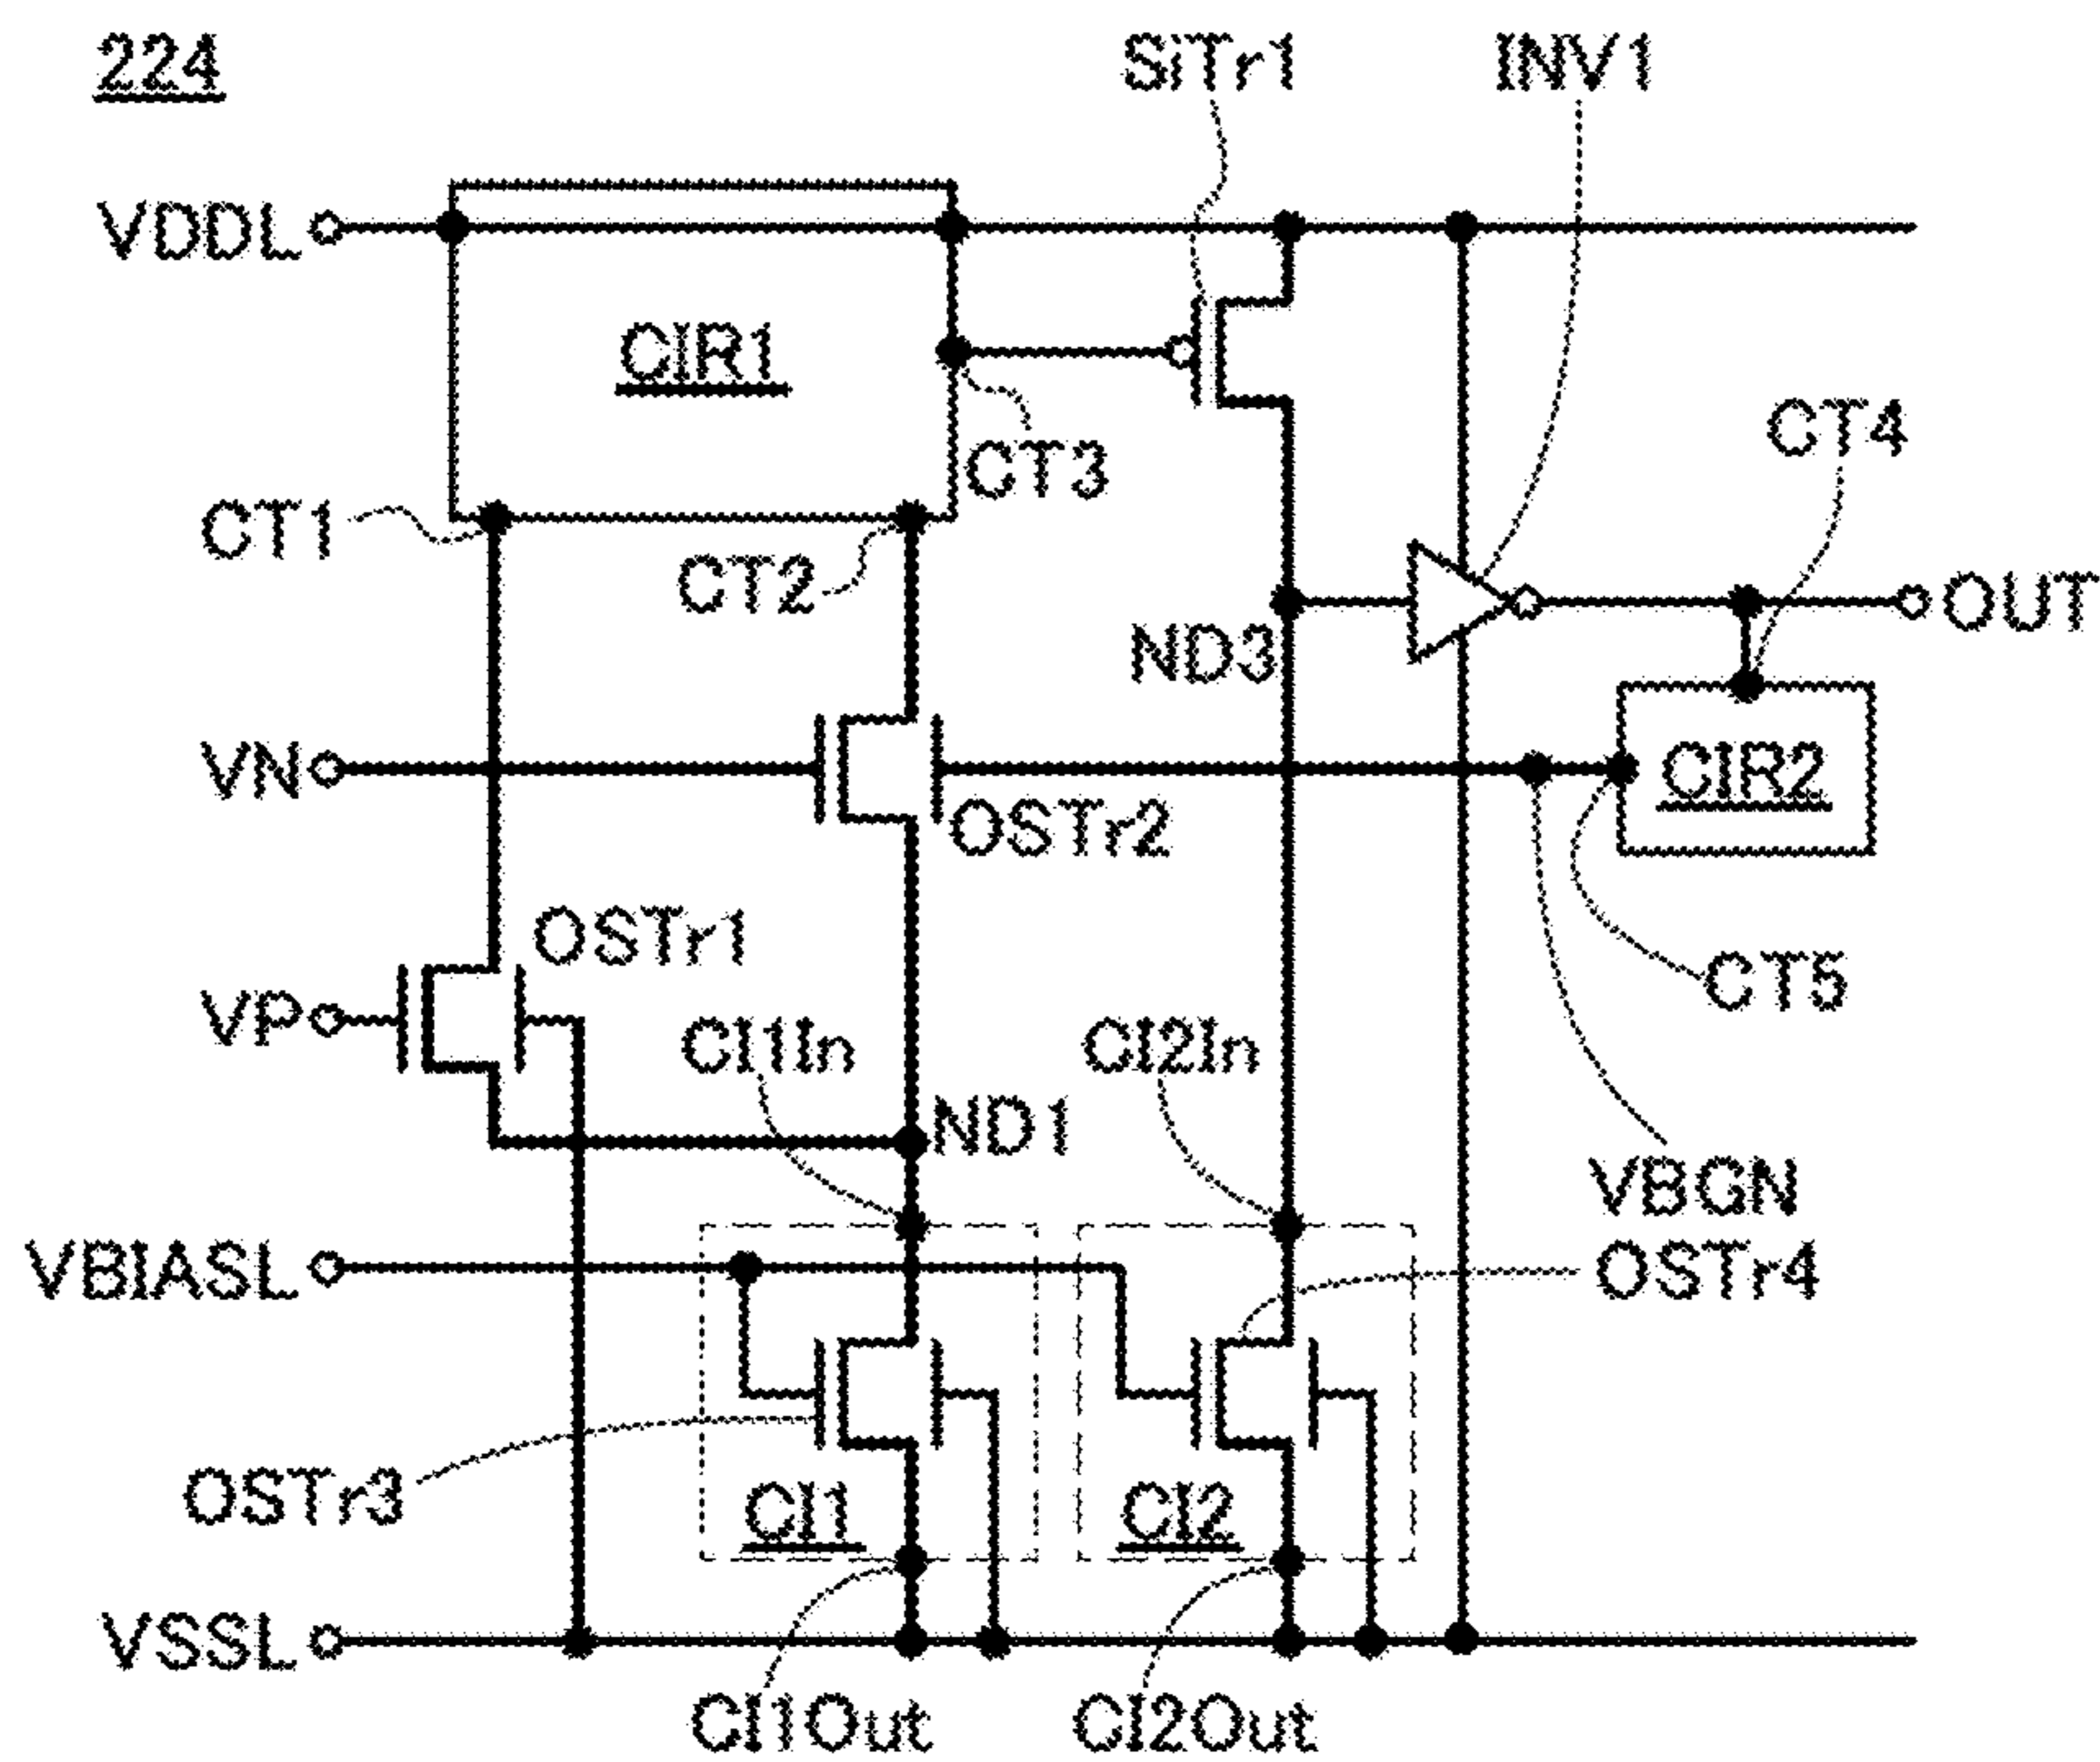 224
SiTr1
INV1
VDDL
CIR1
CT4
CT3
CT1
CT2
OUT
ND3
VN
CIR2
OSTr2
OSTr1
CT5
VP
CI1In
CI2In
ND1
VBGN
VBIASL
OSTr4
OSTr3
CI1
CI2
VSSL
CI1Out
CI2Out